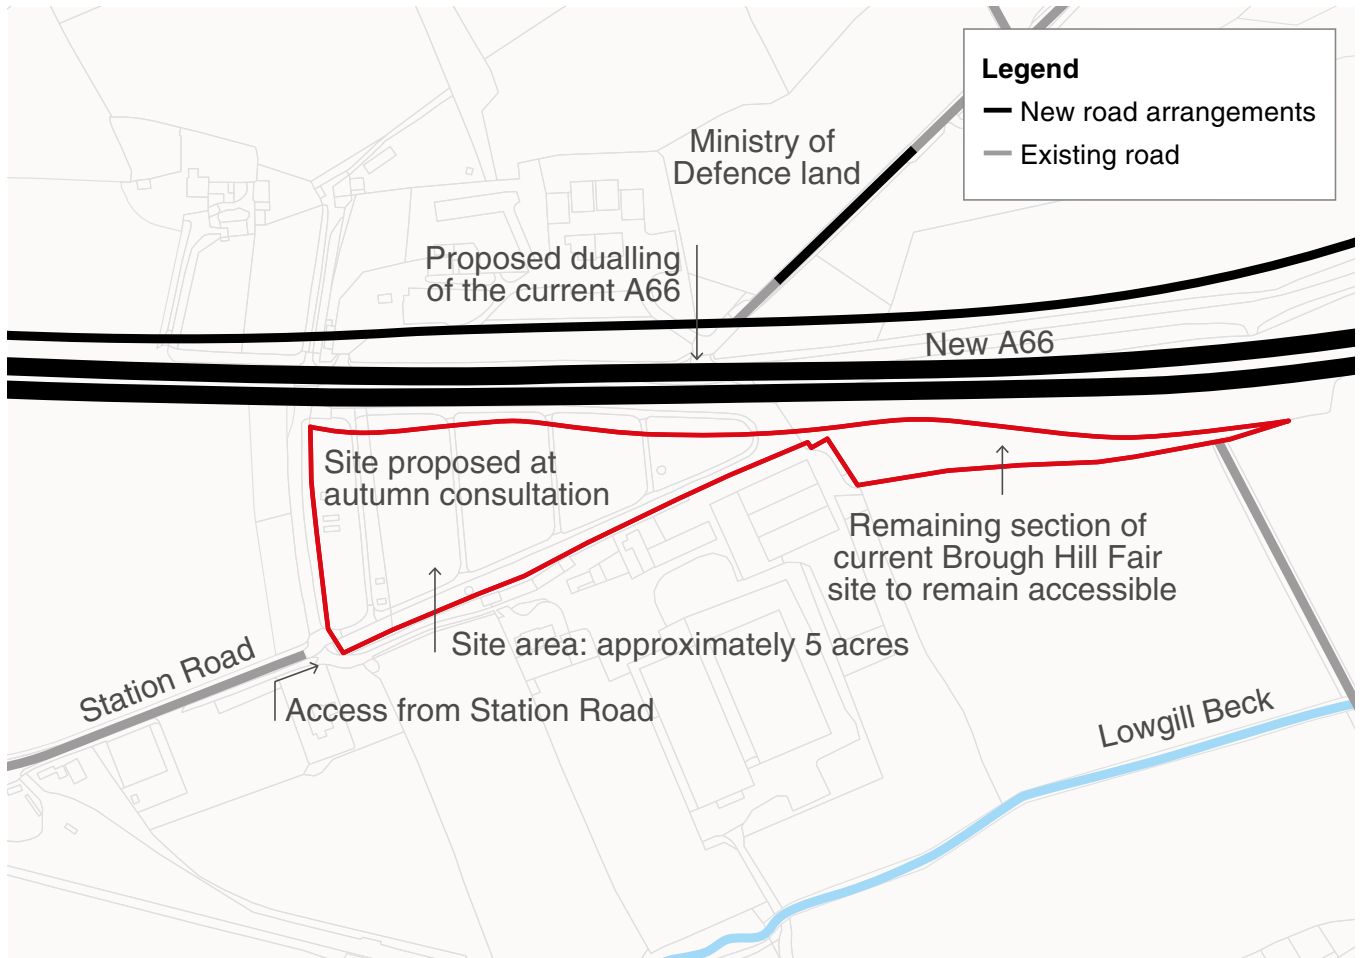 Legend
New road arrangements
Existing road
Ministry of
Defence land
Proposed dualling
of the current A66
New A66
Site proposed at
autumn consultation
Remaining section of
current Brough Hill Fair
site to remain accessible
Site area: approximately 5 acres
Station Road
Access from Station Road
Lowgill Beck